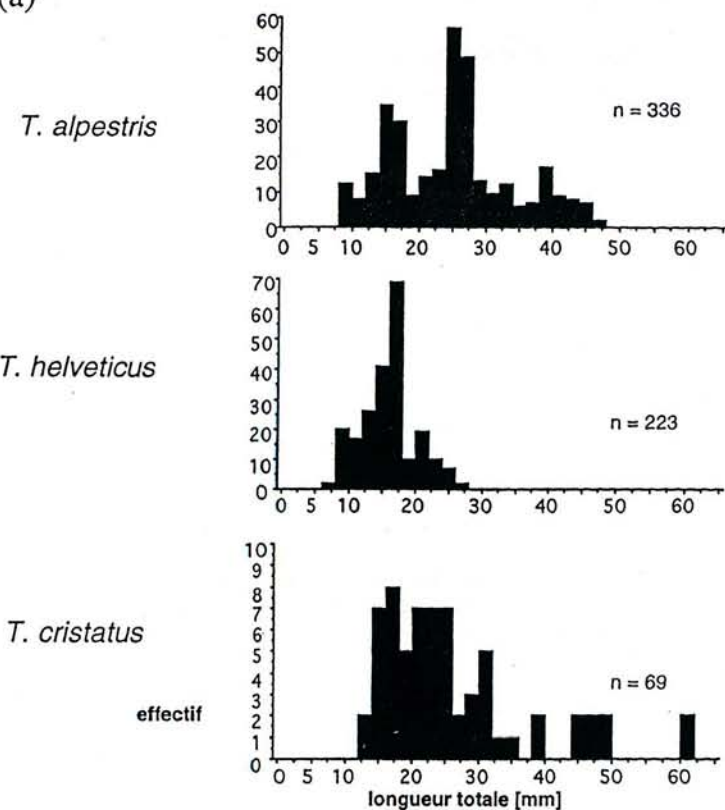 (a)
60
50
40
30
20
10
0
T. alpestris
n = 336
0 5 10 20 30 40 50 60
70
60
50
40
30
20
10
0
T. helveticus
n = 223
0 5 10 20 30 40 50 60
10
9
8
7
6
5
4
3
2
1
0
T. cristatus
n = 69
effectif
0 5 10 20 30 40 50 60
longueur totale [mm]